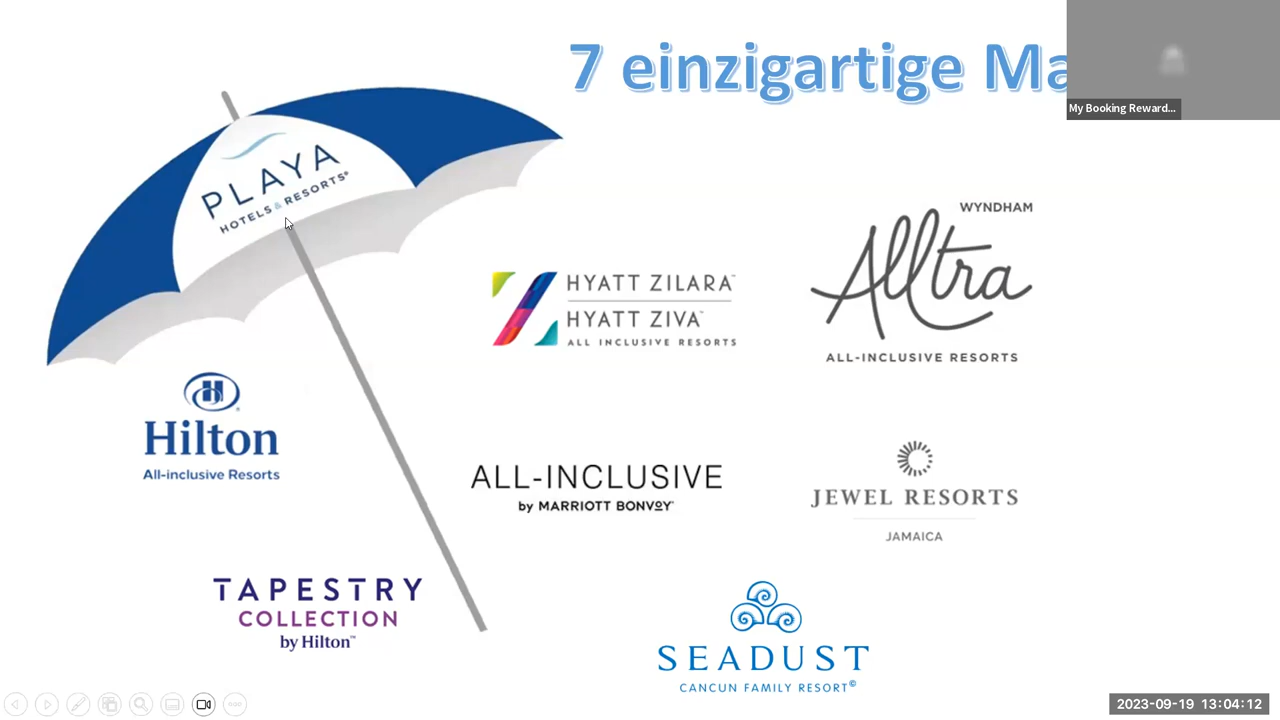 7 einzigartige Ma
My Booking Reward...
PLAYA
HOTELS & RESORTS®
WYNDHAM
Alltra
ALL-INCLUSIVE RESORTS
HYATT ZILARA™
HYATT ZIVA™
ALL INCLUSIVE RESORTS
Hilton
All-inclusive Resorts
ALL-INCLUSIVE
by MARRIOTT BONVOY
JEWEL RESORTS
JAMAICA
TAPESTRY
COLLECTION
by Hilton™
SEADUST
CANCUN FAMILY RESORT©
2023-09-19 13:04:12